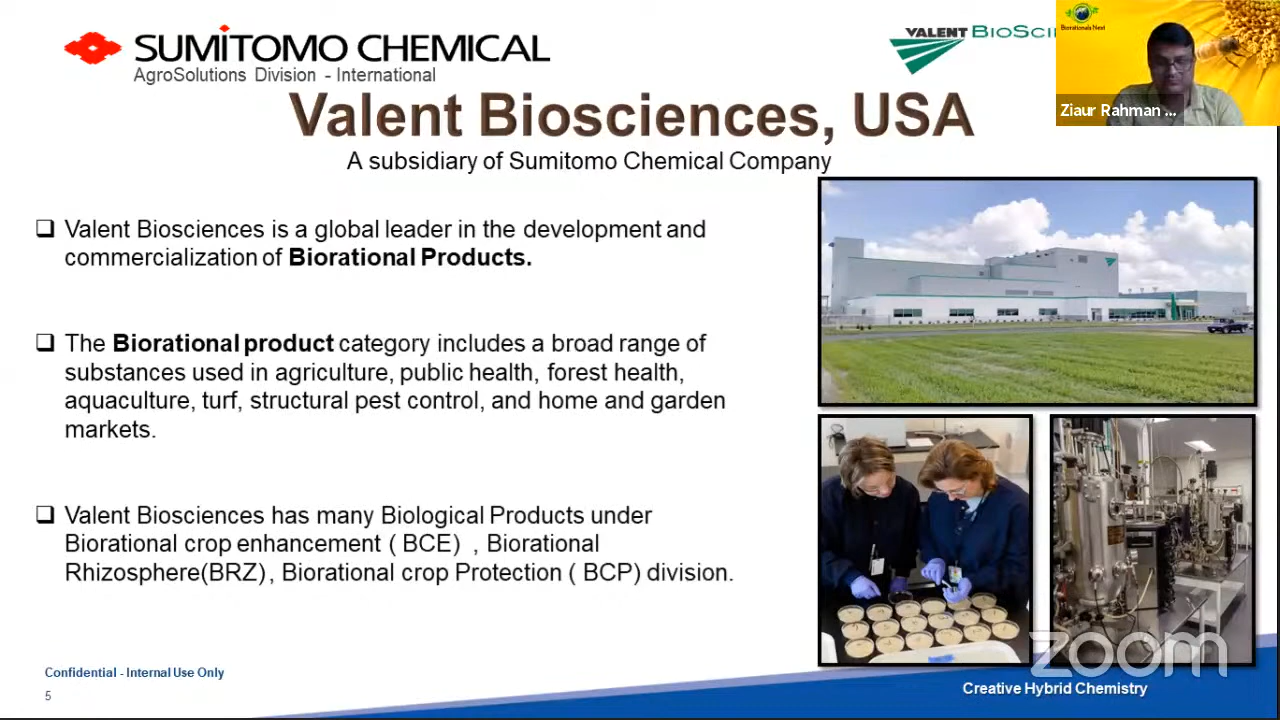 SUMITOMO CHEMICAL
AgroSolutions Division - International
VALENT BIOSCI
Biorationals Next
Ziaur Rahman ...
Valent Biosciences, USA
A subsidiary of Sumitomo Chemical Company
Valent Biosciences is a global leader in the development and
commercialization of Biorational Products.
The Biorational product category includes a broad range of
substances used in agriculture, public health, forest health,
aquaculture, turf, structural pest control, and home and garden
markets.
Valent Biosciences has many Biological Products under
Biorational crop enhancement ( BCE) , Biorational
Rhizosphere(BRZ), Biorational crop Protection ( BCP) division.
zoom
Confidential - Internal Use Only
5
Creative Hybrid Chemistry